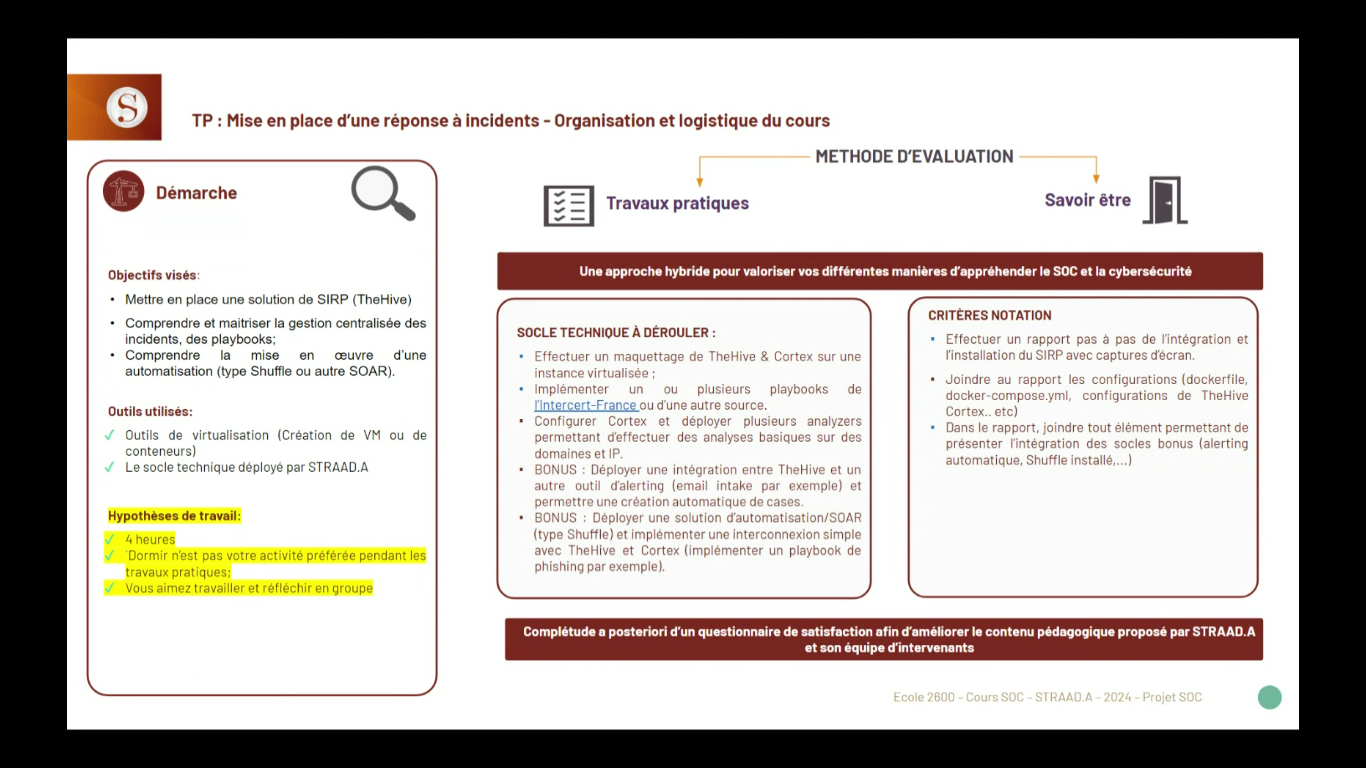 S
TP : Mise en place d'une réponse à incidents - Organisation et logistique du cours
Démarche
Objectifs visés:
• Mettre en place une solution de SIRP (TheHive)
• Comprendre et maitriser la gestion centralisée des
incidents, des playbooks;
• Comprendre la mise en œuvre d'une
automatisation (type Shuffle ou autre SOAR).
Outils utilisés:
✓ Outils de virtualisation (Création de VM ou de
conteneurs)
✓ Le socle technique déployé par STRAAD.A
Hypothèses de travail:
✓ 4 heures
✓ `Dormir n'est pas votre activité préférée pendant les
travaux pratiques;
✓ Vous aimez travailler et réfléchir en groupe
METHODE D'EVALUATION
Travaux pratiques
Savoir être
Une approche hybride pour valoriser vos différentes manières d'appréhender le SOC et la cybersécurité
SOCLE TECHNIQUE À DÉROULER :
▪ Effectuer un maquettage de TheHive & Cortex sur une
instance virtualisée ;
▪ Implémenter un ou plusieurs playbooks de
l'Intercert-France ou d'une autre source.
▪ Configurer Cortex et déployer plusieurs analyzers
permettant d'effectuer des analyses basiques sur des
domaines et IP.
▪ BONUS : Déployer une intégration entre TheHive et un
autre outil d'alerting (email intake par exemple) et
permettre une création automatique de cases.
▪ BONUS : Déployer une solution d'automatisation/SOAR
(type Shuffle) et implémenter une interconnexion simple
avec TheHive et Cortex (implémenter un playbook de
phishing par exemple).
CRITÈRES NOTATION
▪ Effectuer un rapport pas à pas de l'intégration et
l'installation du SIRP avec captures d'écran.
▪ Joindre au rapport les configurations (dockerfile,
docker-compose.yml, configurations de TheHive
Cortex.. etc)
▪ Dans le rapport, joindre tout élément permettant de
présenter l'intégration des socles bonus (alerting
automatique, Shuffle installé,...)
Complétude a posteriori d'un questionnaire de satisfaction afin d'améliorer le contenu pédagogique proposé par STRAAD.A
et son équipe d'intervenants
Ecole 2600 – Cours SOC – STRAAD.A – 2024 – Projet SOC